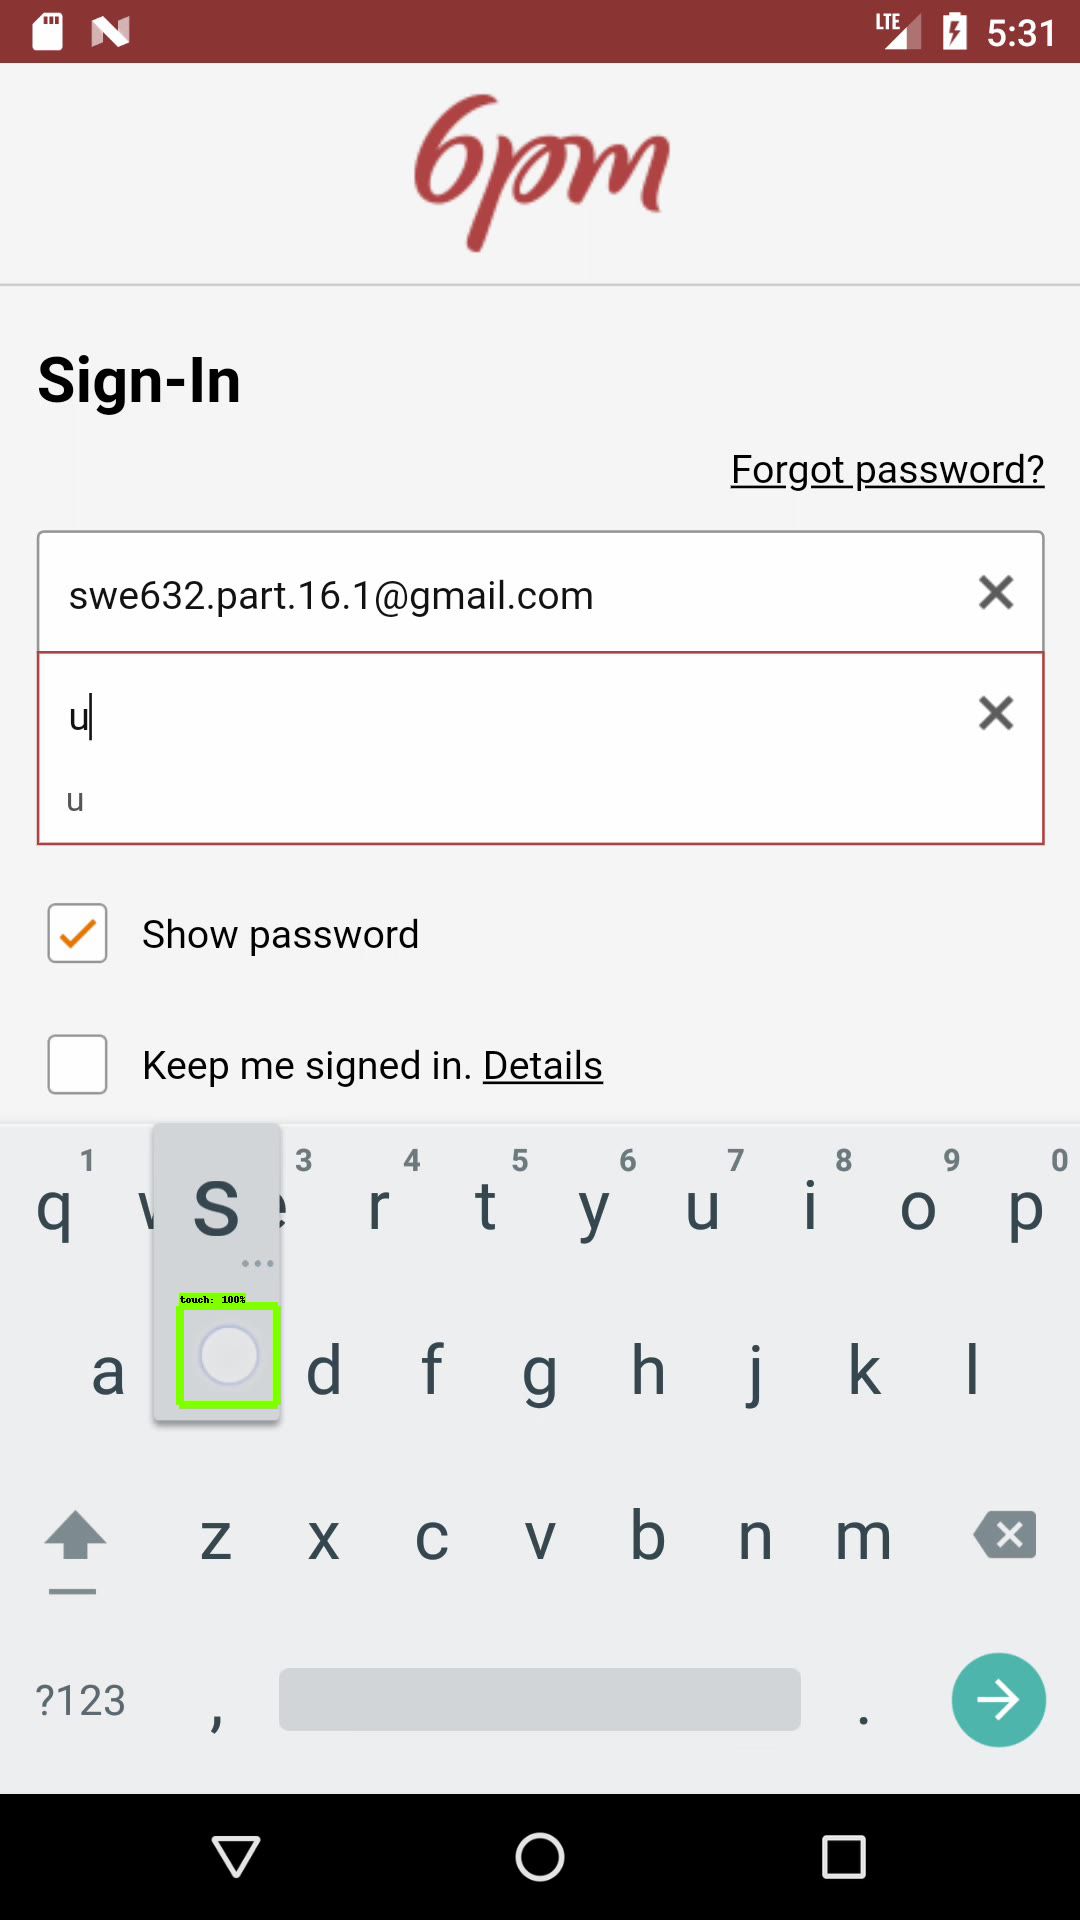 LTE 5:31
6pm
Sign-In
Forgot password?
swe632.part.16.1@gmail.com
u
u
Show password
Keep me signed in. Details
1 3 4 5 6 7 8 9 0
q w S e r t y u i o p
touch: 100%
a d f g h j k l
z x c v b n m
?123 , .